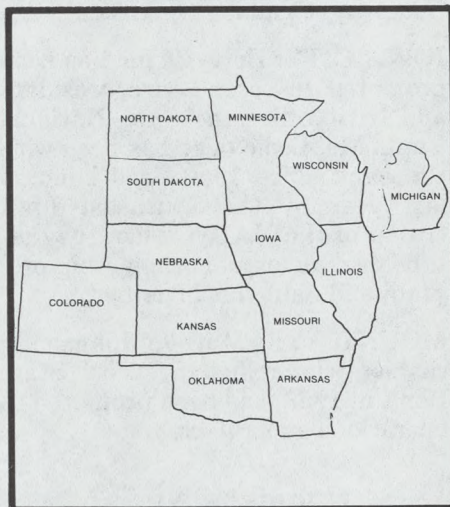 NORTH DAKOTA
MINNESOTA
WISCONSIN
MICHIGAN
SOUTH DAKOTA
IOWA
NEBRASKA
ILLINOIS
COLORADO
KANSAS
MISSOURI
OKLAHOMA
ARKANSAS